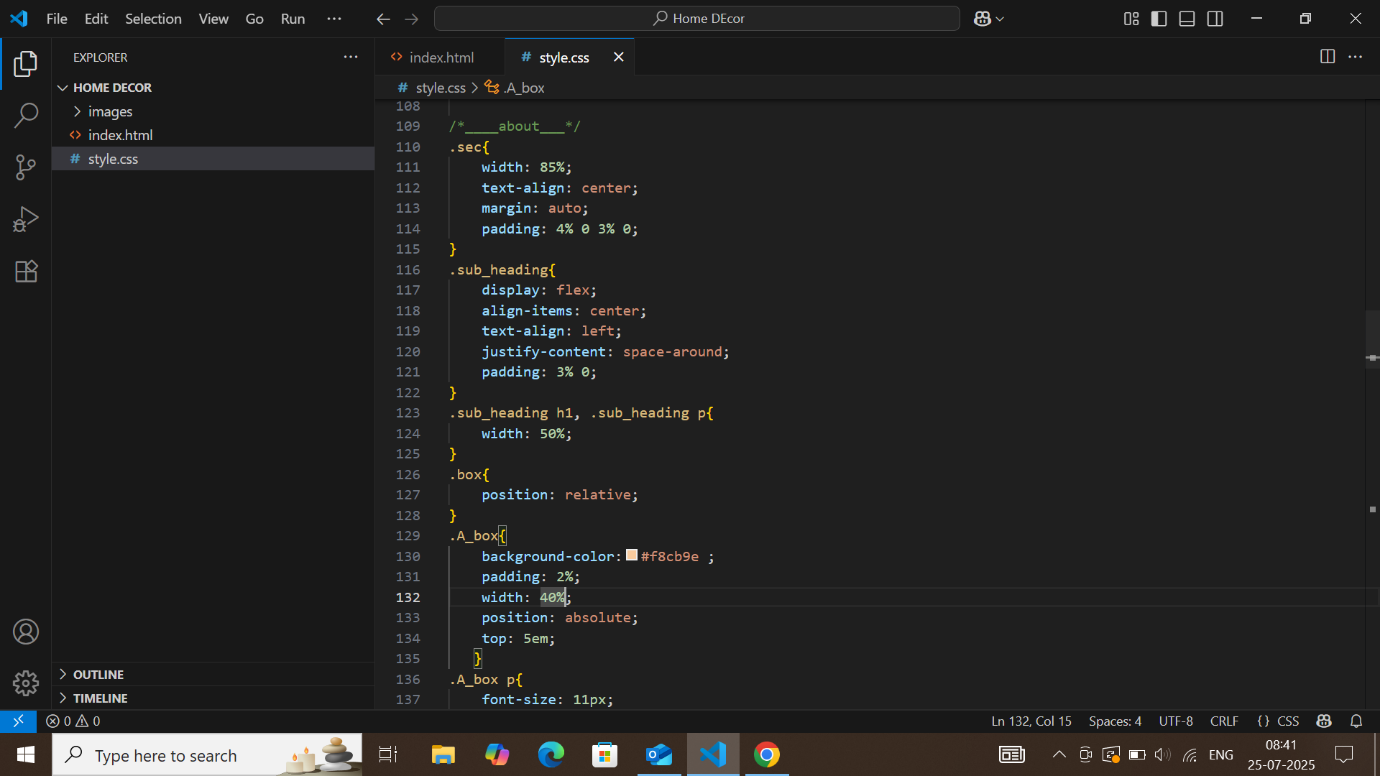 File Edit Selection View Go Run ··· Home DEcor
EXPLORER ···
HOME DECOR
images
index.html
style.css
OUTLINE
TIMELINE
index.html # style.css
# style.css > .A_box
108
109 /*____about___*/
110 .sec{
111 width: 85%;
112 text-align: center;
113 margin: auto;
114 padding: 4% 0 3% 0;
115 }
116 .sub_heading{
117 display: flex;
118 align-items: center;
119 text-align: left;
120 justify-content: space-around;
121 padding: 3% 0;
122 }
123 .sub_heading h1, .sub_heading p{
124 width: 50%;
125 }
126 .box{
127 position: relative;
128 }
129 .A_box{
130 background-color: #f8cb9e ;
131 padding: 2%;
132 width: 40%;
133 position: absolute;
134 top: 5em;
135 }
136 .A_box p{
137 font-size: 11px;
0 0 Ln 132, Col 15 Spaces: 4 UTF-8 CRLF {} CSS
Type here to search ENG 08:41
25-07-2025